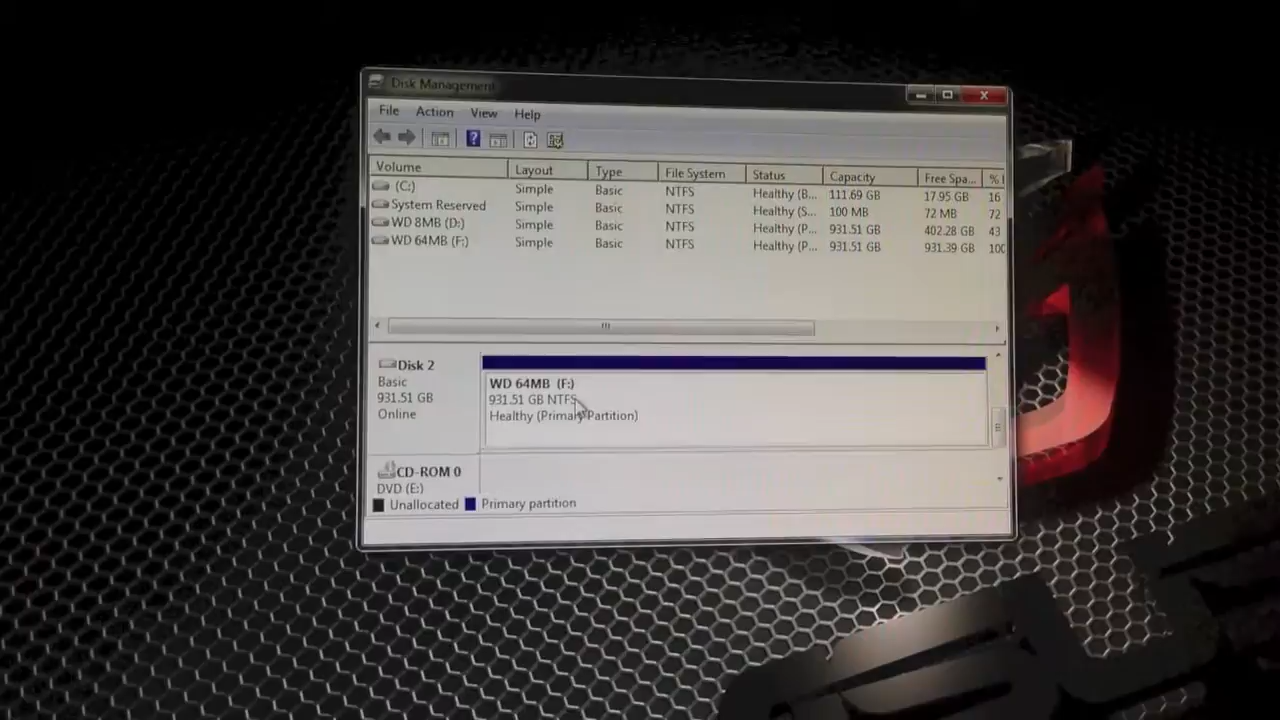 Disk Management
File Action View Help
Volume Layout Type File System Status Capacity Free Spa... %
(C:) Simple Basic NTFS Healthy (B... 111.69 GB 17.95 GB 16
System Reserved Simple Basic NTFS Healthy (S... 100 MB 72 MB 72
WD 8MB (D:) Simple Basic NTFS Healthy (P... 931.51 GB 402.28 GB 43
WD 64MB (F:) Simple Basic NTFS Healthy (P... 931.51 GB 931.39 GB 100
Disk 2
Basic
931.51 GB
Online
WD 64MB (F:)
931.51 GB NTFS
Healthy (Primary Partition)
CD-ROM 0
DVD (E:)
Unallocated Primary partition